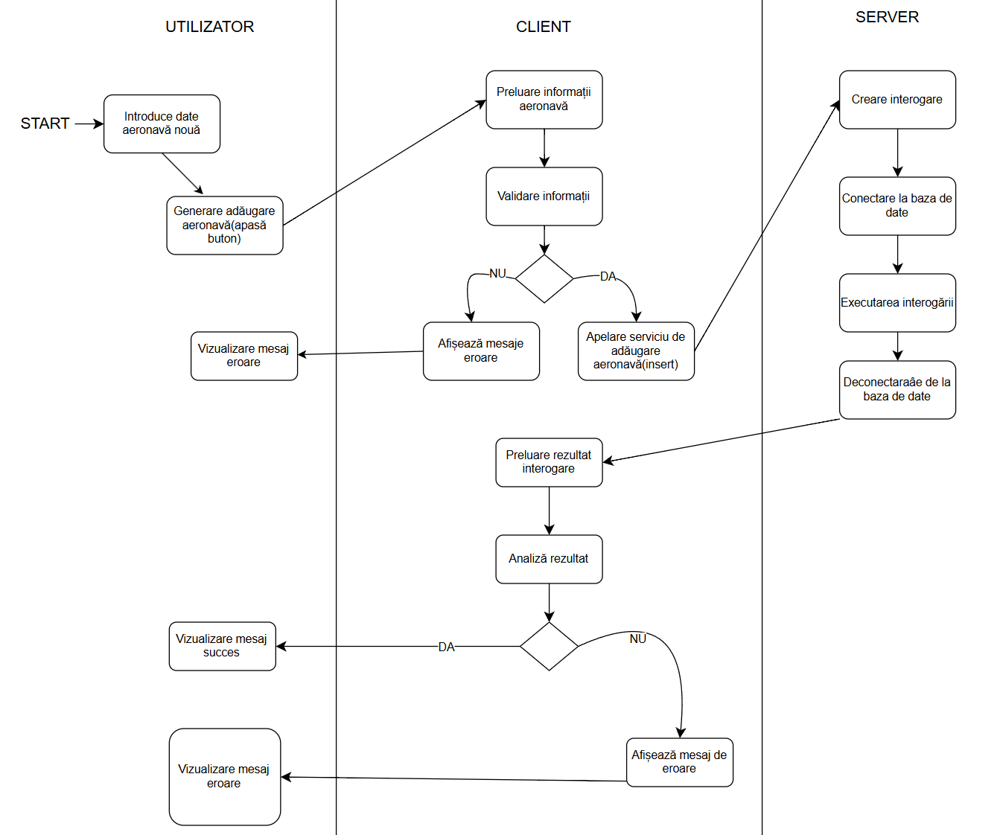 UTILIZATOR
CLIENT
SERVER
START
Introduce date
aeronavă nouă
Generare adăugare
aeronavă(apasă
buton)
Preluare informații
aeronavă
Validare informații
NU
DA
Afișează mesaje
eroare
Apelare serviciu de
adăugare
aeronavă(insert)
Vizualizare mesaj
eroare
Creare interogare
Conectare la baza de
date
Executarea interogării
Deconectaraâe de la
baza de date
Preluare rezultat
interogare
Analiză rezultat
DA
NU
Vizualizare mesaj
succes
Afișează mesaj de
eroare
Vizualizare mesaj
eroare